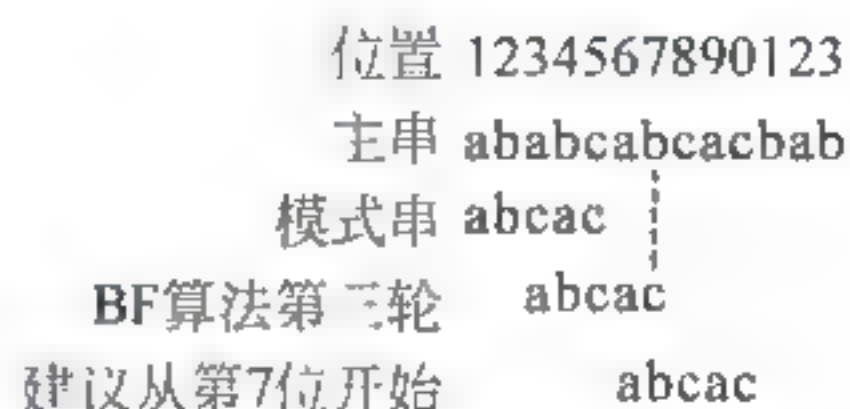 位置 1234567890123
主串 ababcabcacbab
模式串 abcac
BF算法第三轮 abcac
建议从第7位开始 abcac